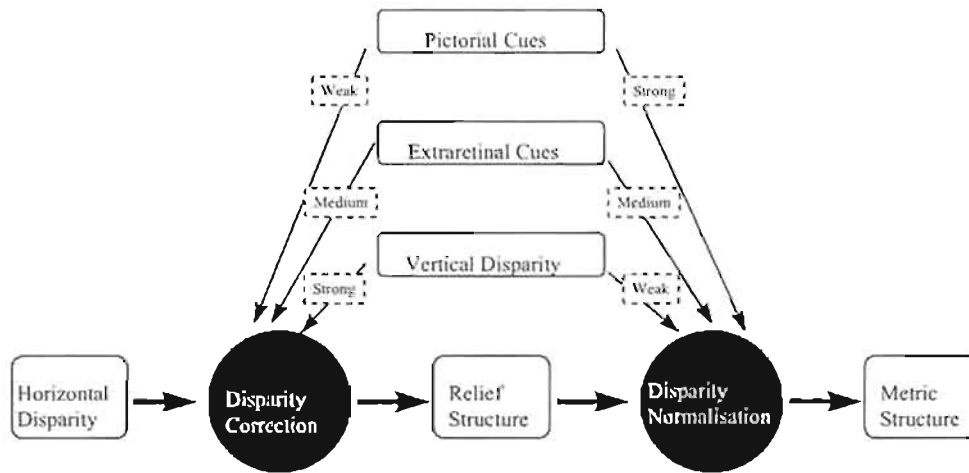 Pictorial Cues
Weak
Strong
Extraretinal Cues
Medium
Medium
Vertical Disparity
Strong
Weak
Horizontal
Disparity
Disparity
Correction
Relief
Structure
Disparity
Normalisation
Metric
Structure